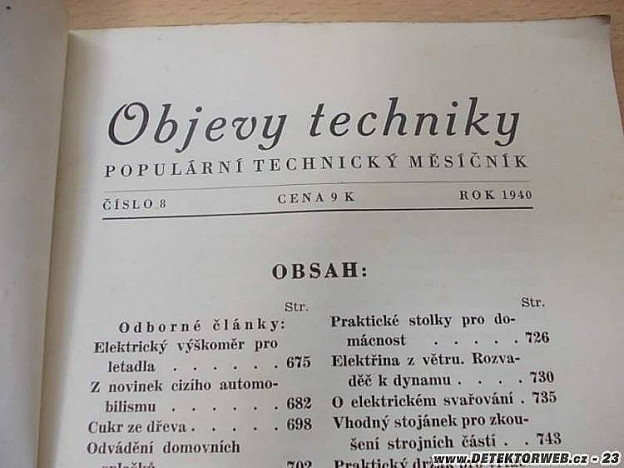 Objevy techniky
POPULÁRNÍ TECHNICKÝ MĚSÍČNÍK
ČÍSLO 8 CENA 9 K ROK 1940
OBSAH:
Str.
Odborné články:
Elektrický výškoměr pro
letadla . . . . . . 675
Z novinek cizího automo-
bilismu . . . . . . 682
Cukr ze dřeva . . . . 698
Odvádění domovních
702
Str.
Praktické stolky pro do-
mácnost . . . . . 726
Elektřina z větru. Rozva-
děč k dynamu . . . . 730
O elektrickém svařování . 735
Vhodný stojánek pro zkou-
šení strojních částí . . 743
Praktický držák pro
www.DETEKTORWEB.cz - 23